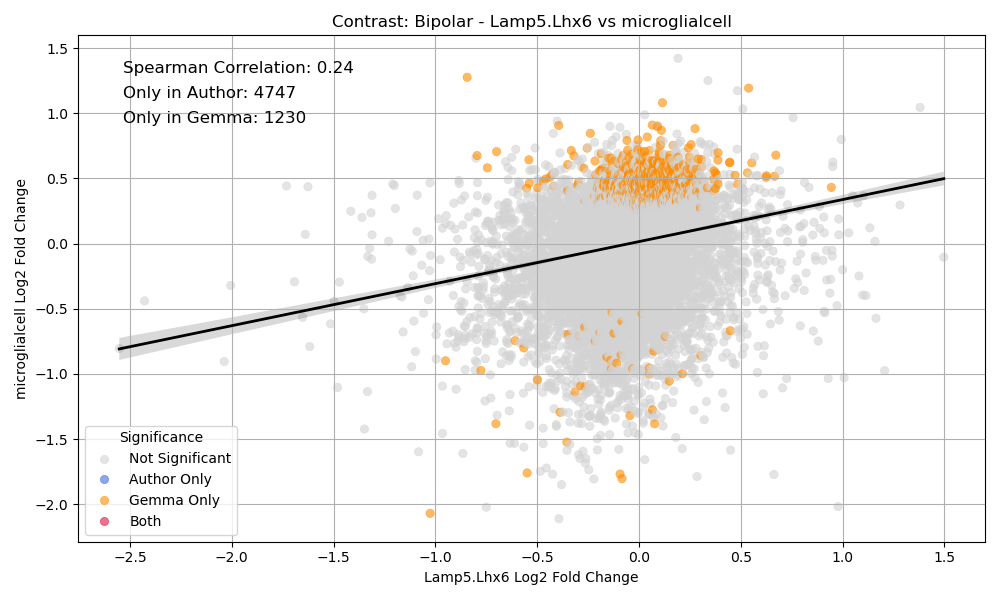 Contrast: Bipolar - Lamp5.Lhx6 vs microglialcell
Spearman Correlation: 0.24
Only in Author: 4747
Only in Gemma: 1230
1.5
1.0
0.5
0.0
−0.5
−1.0
−1.5
−2.0
microglialcell Log2 Fold Change
Significance
Not Significant
Author Only
Gemma Only
Both
−2.5 −2.0 −1.5 −1.0 −0.5 0.0 0.5 1.0 1.5
Lamp5.Lhx6 Log2 Fold Change